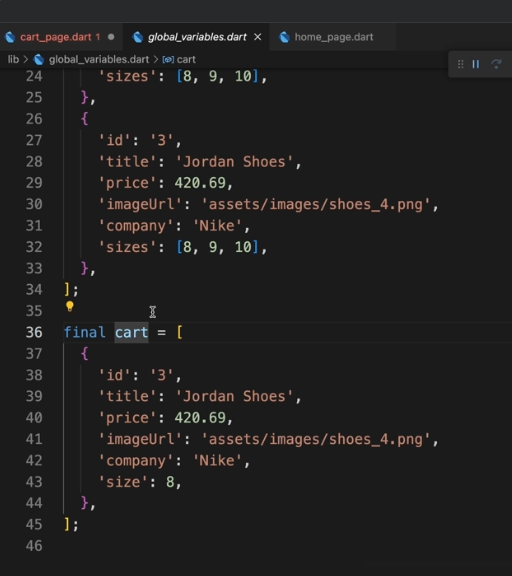 cart_page.dart 1
global_variables.dart
home_page.dart
lib > global_variables.dart > cart
24 'sizes': [8, 9, 10],
25 },
26 {
27 'id': '3',
28 'title': 'Jordan Shoes',
29 'price': 420.69,
30 'imageUrl': 'assets/images/shoes_4.png',
31 'company': 'Nike',
32 'sizes': [8, 9, 10],
33 },
34 ];
35
36 final cart = [
37 {
38 'id': '3',
39 'title': 'Jordan Shoes',
40 'price': 420.69,
41 'imageUrl': 'assets/images/shoes_4.png',
42 'company': 'Nike',
43 'size': 8,
44 },
45 ];
46